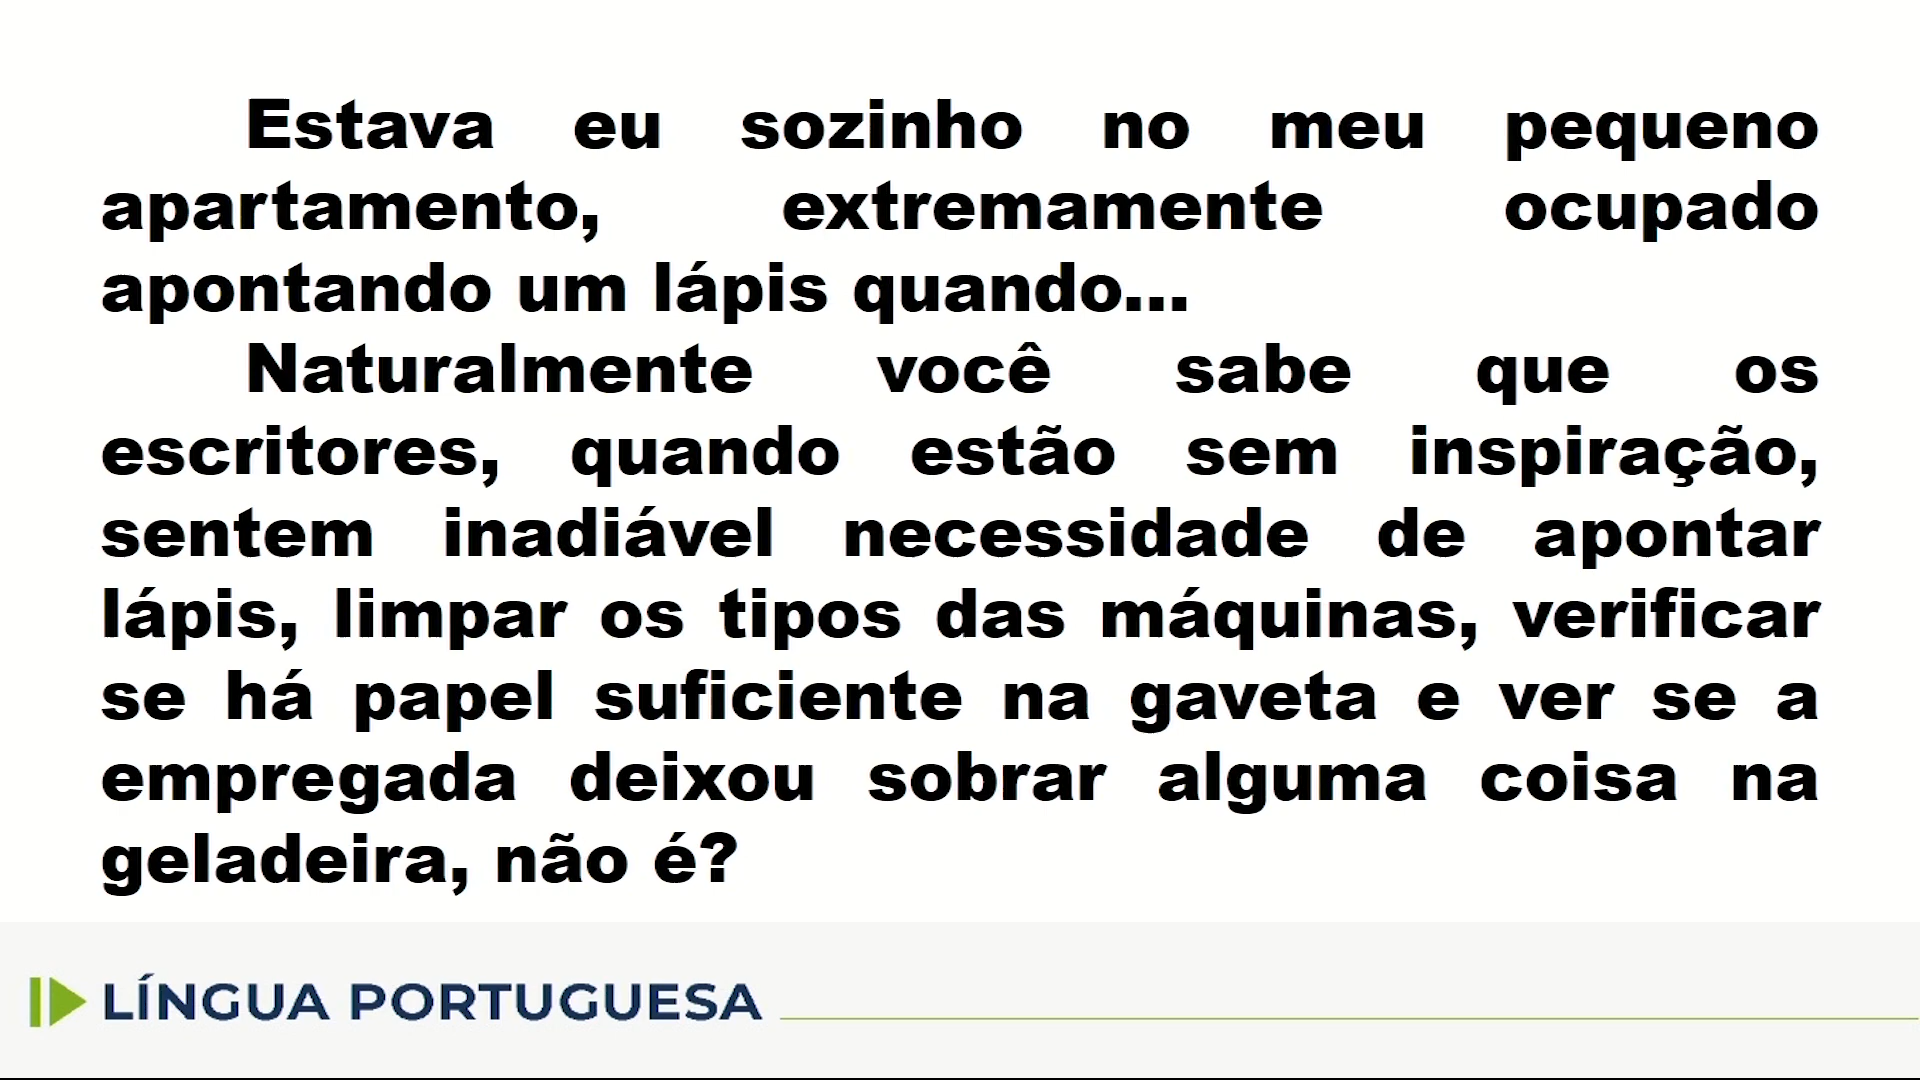 Estava eu sozinho no meu pequeno
apartamento, extremamente ocupado
apontando um lápis quando...
Naturalmente você sabe que os
escritores, quando estão sem inspiração,
sentem inadiável necessidade de apontar
lápis, limpar os tipos das máquinas, verificar
se há papel suficiente na gaveta e ver se a
empregada deixou sobrar alguma coisa na
geladeira, não é?
LÍNGUA PORTUGUESA